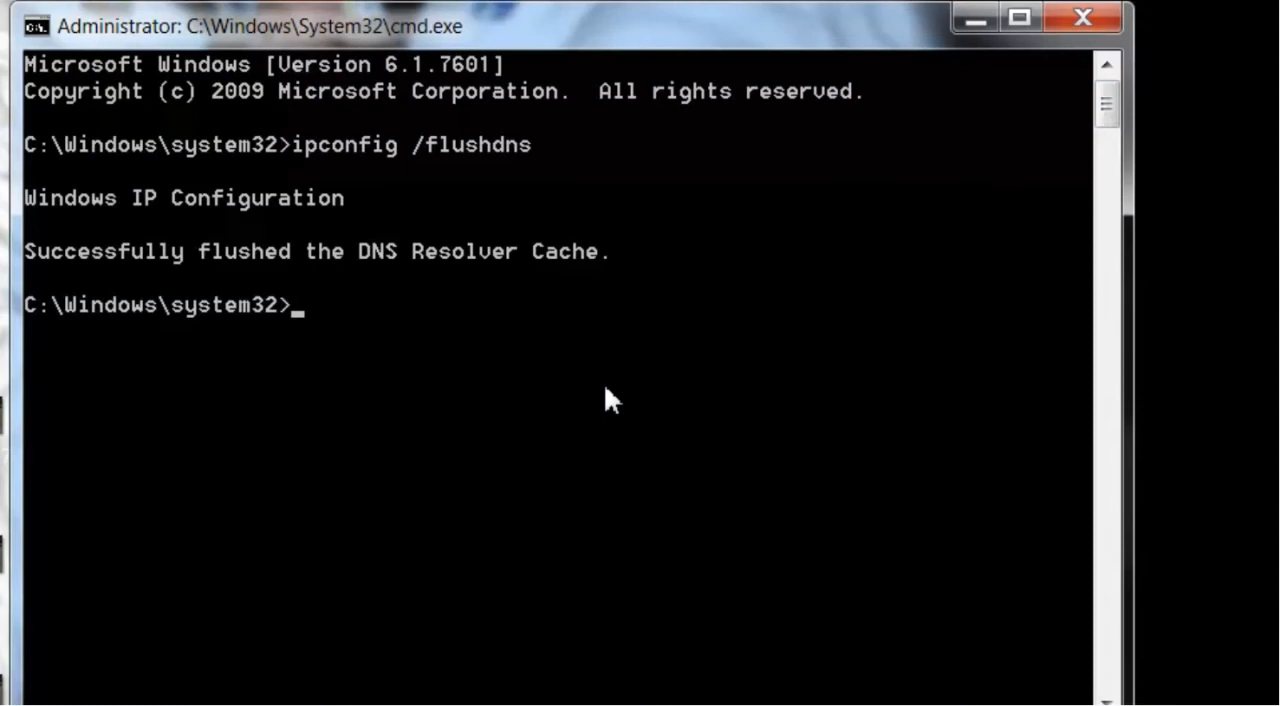 Administrator: C:\Windows\System32\cmd.exe
Microsoft Windows [Version 6.1.7601]
Copyright (c) 2009 Microsoft Corporation.  All rights reserved.
C:\Windows\system32>ipconfig /flushdns
Windows IP Configuration
Successfully flushed the DNS Resolver Cache.
C:\Windows\system32>_